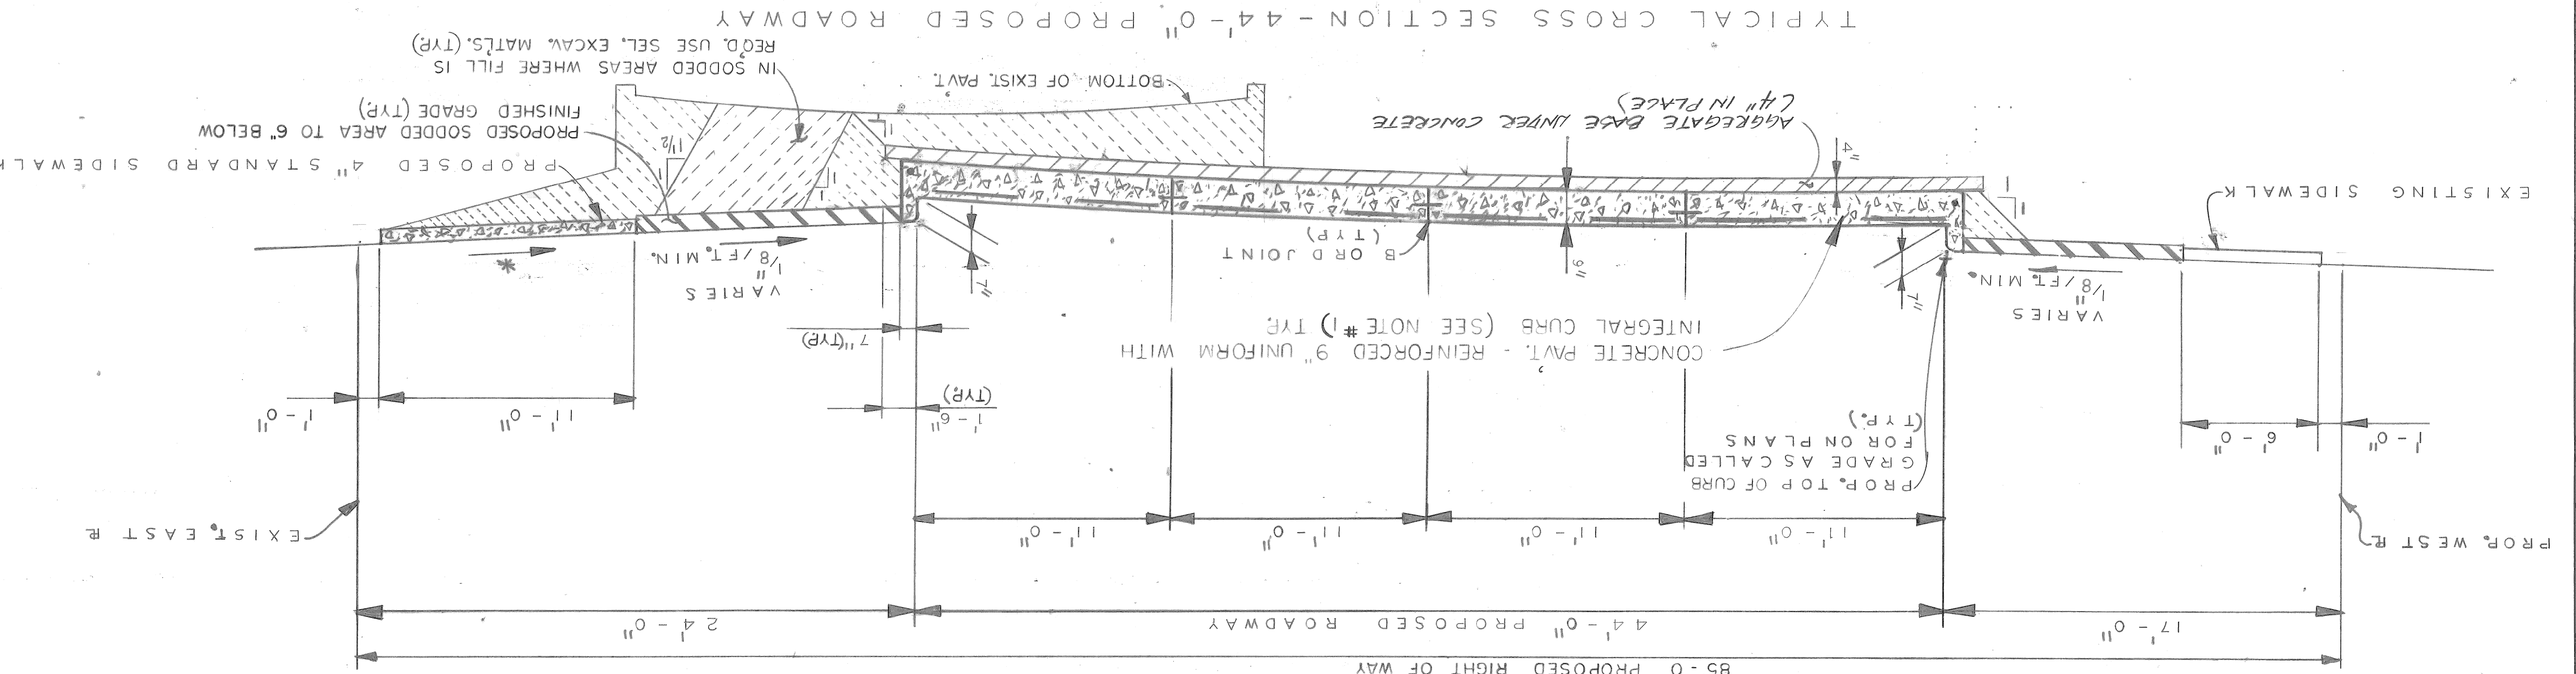 85-0 PROPOSED RIGHT OF WAY
17'-0"
44'-0" PROPOSED ROADWAY
24'-0"
PROP. WEST PL
11'-0"
11'-0"
11'-0"
11'-0"
EXIST. EAST PL
PROP. TOP OF CURB
GRADE AS CALLED
FOR ON PLANS
(TYP.)
1'-0"
6'-0"
1'-6"
(TYP.)
11'-0"
1'-0"
CONCRETE PAVT. - REINFORCED 9" UNIFORM WITH
INTEGRAL CURB (SEE NOTE #1) TYP.
7" (TYP.)
VARIES
1/8"/FT. MIN.
7"
9"
B OR D JOINT
(TYP)
7"
VARIES
1/8"/FT. MIN.
*
EXISTING SIDEWALK
1
1
4"
AGGREGATE BASE UNDER CONCRETE
(4" IN PLACE)
BOTTOM OF EXIST. PAVT.
1
1
1
1
1
1 1/2
PROPOSED 4" STANDARD SIDEWALK
PROPOSED SODDED AREA TO 6" BELOW
FINISHED GRADE (TYP)
IN SODDED AREAS WHERE FILL IS
REQ'D. USE SEL. EXCAV. MAT'LS. (TYP.)
TYPICAL CROSS SECTION - 44'-0" PROPOSED ROADWAY